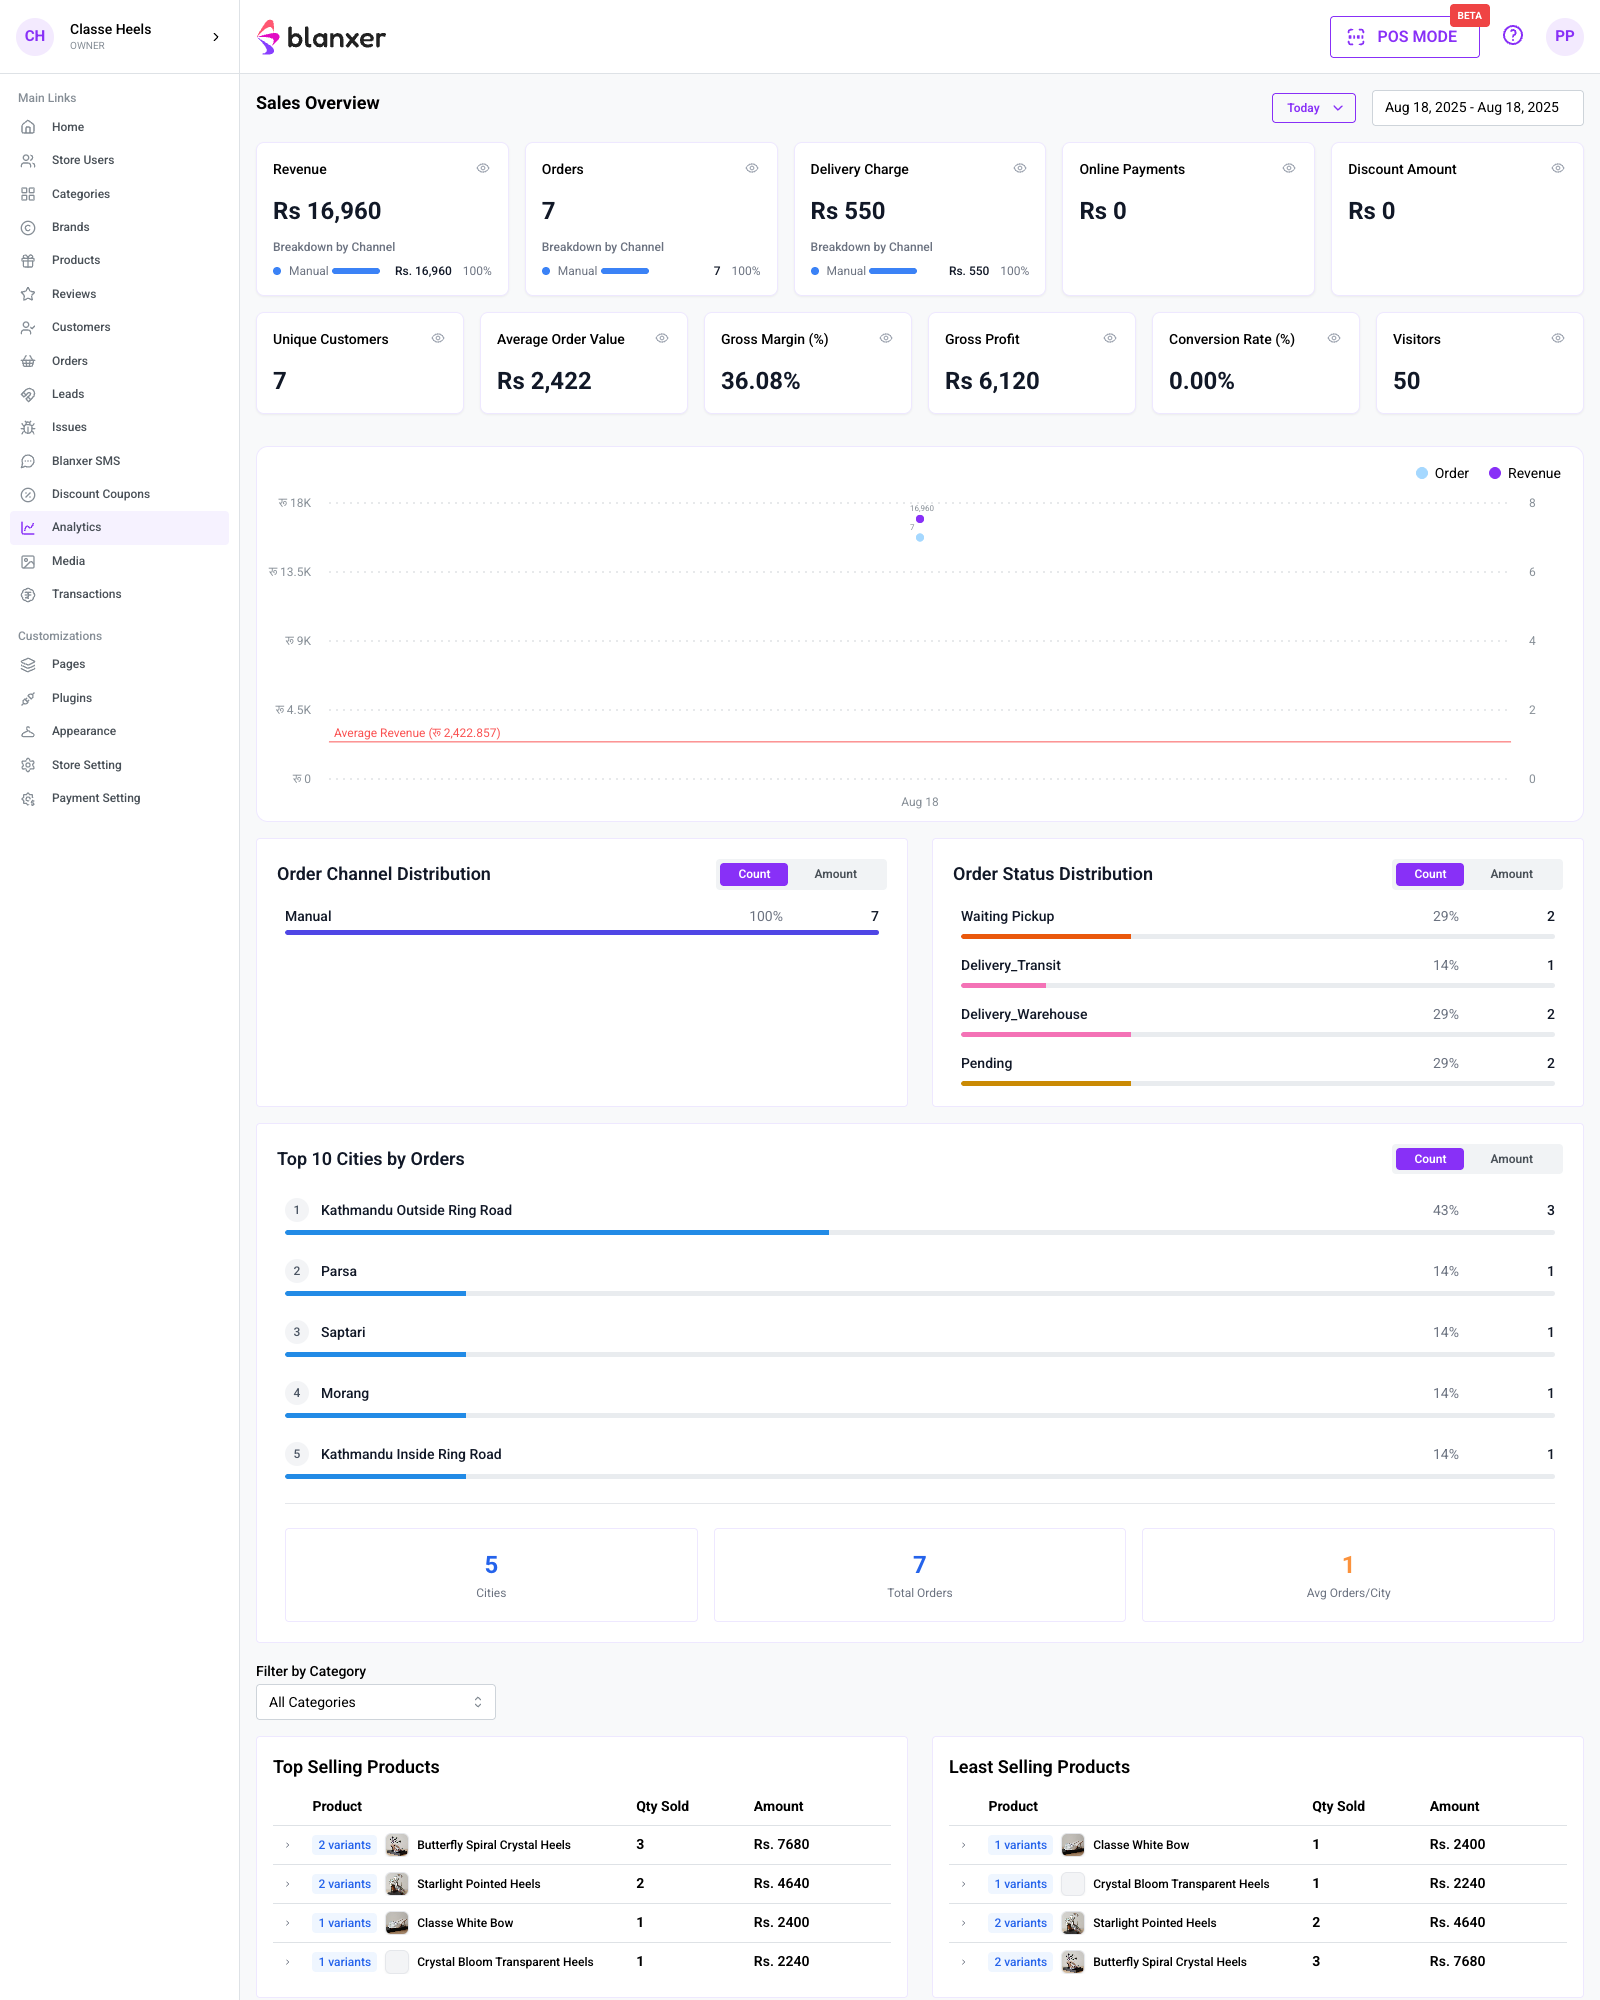 CH
Classe Heels
OWNER
blanxer
POS MODE
BETA
PP
Main Links
Home
Store Users
Categories
Brands
Products
Reviews
Customers
Orders
Leads
Issues
Blanxer SMS
Discount Coupons
Analytics
Media
Transactions
Customizations
Pages
Plugins
Appearance
Store Setting
Payment Setting
Sales Overview
Today
Aug 18, 2025 - Aug 18, 2025
Revenue
Rs 16,960
Breakdown by Channel
Manual Rs. 16,960 100%
Orders
7
Breakdown by Channel
Manual 7 100%
Delivery Charge
Rs 550
Breakdown by Channel
Manual Rs. 550 100%
Online Payments
Rs 0
Discount Amount
Rs 0
Unique Customers
7
Average Order Value
Rs 2,422
Gross Margin (%)
36.08%
Gross Profit
Rs 6,120
Conversion Rate (%)
0.00%
Visitors
50
Order Revenue
रू 18K
8
16,960
7
रू 13.5K
6
रू 9K
4
रू 4.5K
2
Average Revenue (रू 2,422.857)
रू 0
0
Aug 18
Order Channel Distribution
Count Amount
Manual 100% 7
Order Status Distribution
Count Amount
Waiting Pickup 29% 2
Delivery_Transit 14% 1
Delivery_Warehouse 29% 2
Pending 29% 2
Top 10 Cities by Orders
Count Amount
1 Kathmandu Outside Ring Road 43% 3
2 Parsa 14% 1
3 Saptari 14% 1
4 Morang 14% 1
5 Kathmandu Inside Ring Road 14% 1
5
Cities
7
Total Orders
1
Avg Orders/City
Filter by Category
All Categories
Top Selling Products
Product Qty Sold Amount
2 variants Butterfly Spiral Crystal Heels 3 Rs. 7680
2 variants Starlight Pointed Heels 2 Rs. 4640
1 variants Classe White Bow 1 Rs. 2400
1 variants Crystal Bloom Transparent Heels 1 Rs. 2240
Least Selling Products
Product Qty Sold Amount
1 variants Classe White Bow 1 Rs. 2400
1 variants Crystal Bloom Transparent Heels 1 Rs. 2240
2 variants Starlight Pointed Heels 2 Rs. 4640
2 variants Butterfly Spiral Crystal Heels 3 Rs. 7680